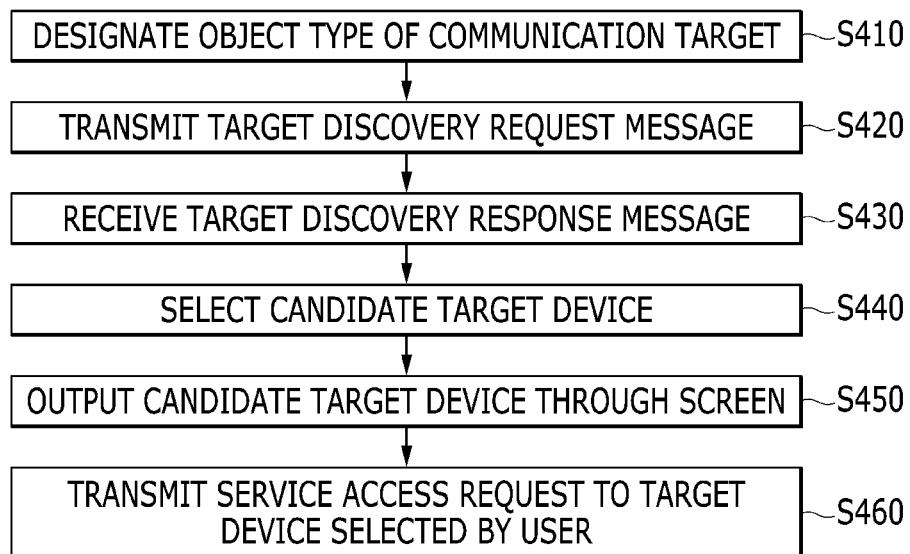 DESIGNATE OBJECT TYPE OF COMMUNICATION TARGET S410
TRANSMIT TARGET DISCOVERY REQUEST MESSAGE S420
RECEIVE TARGET DISCOVERY RESPONSE MESSAGE S430
SELECT CANDIDATE TARGET DEVICE S440
OUTPUT CANDIDATE TARGET DEVICE THROUGH SCREEN S450
TRANSMIT SERVICE ACCESS REQUEST TO TARGET
DEVICE SELECTED BY USER S460